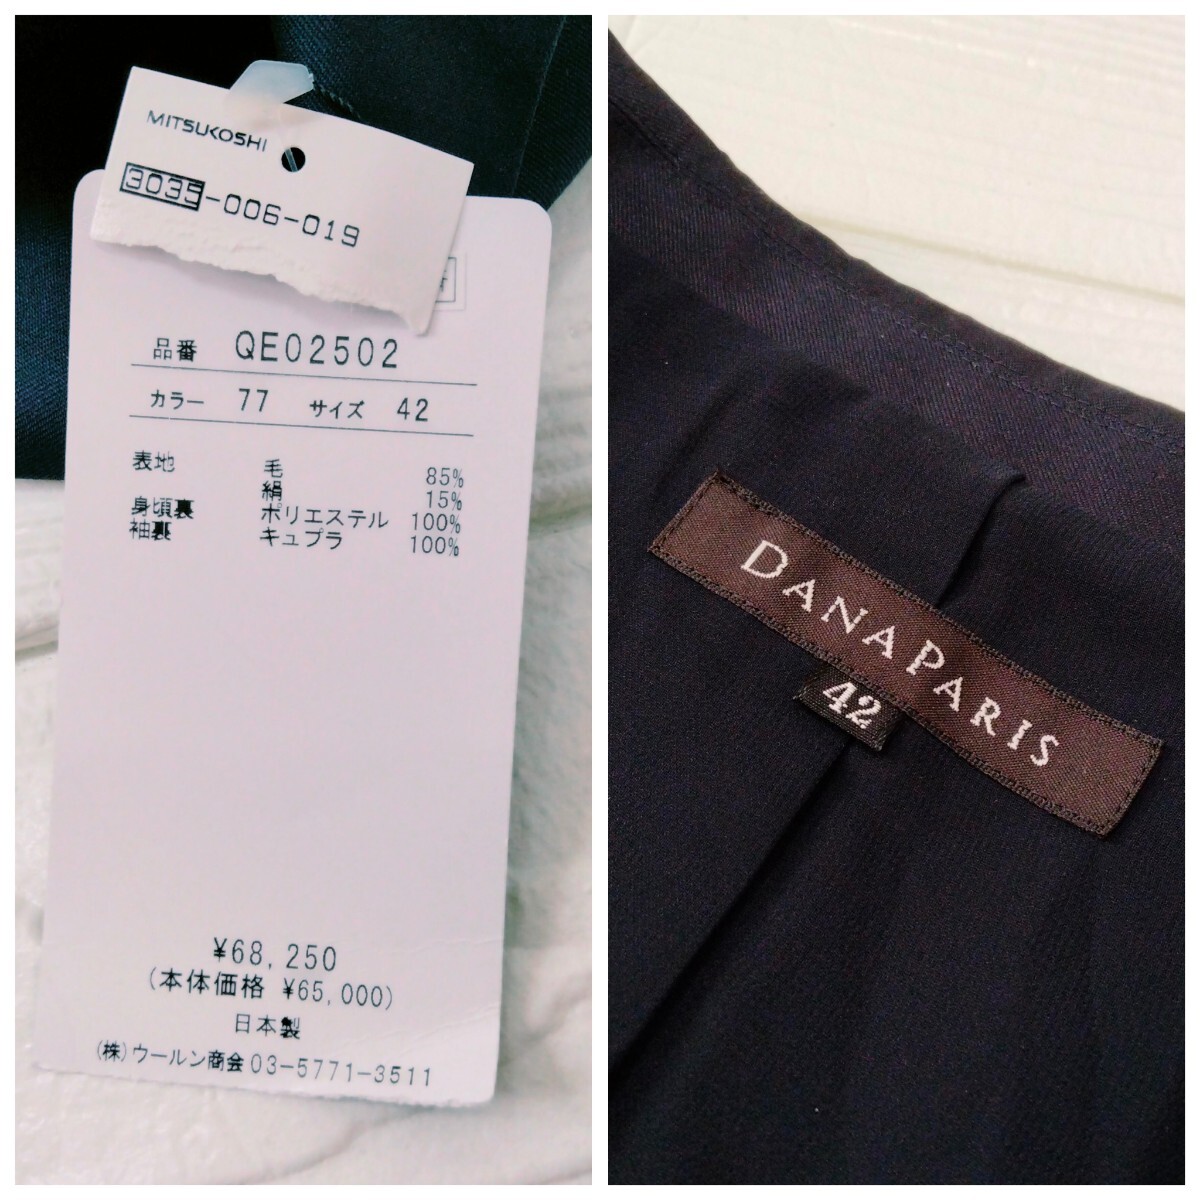 MITSUKOSHI
3035-006-019
品番 QE02502
カラー 77 サイズ 42
表地 毛 85%
絹 15%
身頃裏 ポリエステル 100%
袖裏 キュプラ 100%
¥68,250
(本体価格 ¥65,000)
日本製
(株)ウールン商会 03-5771-3511
DANAPARIS
42